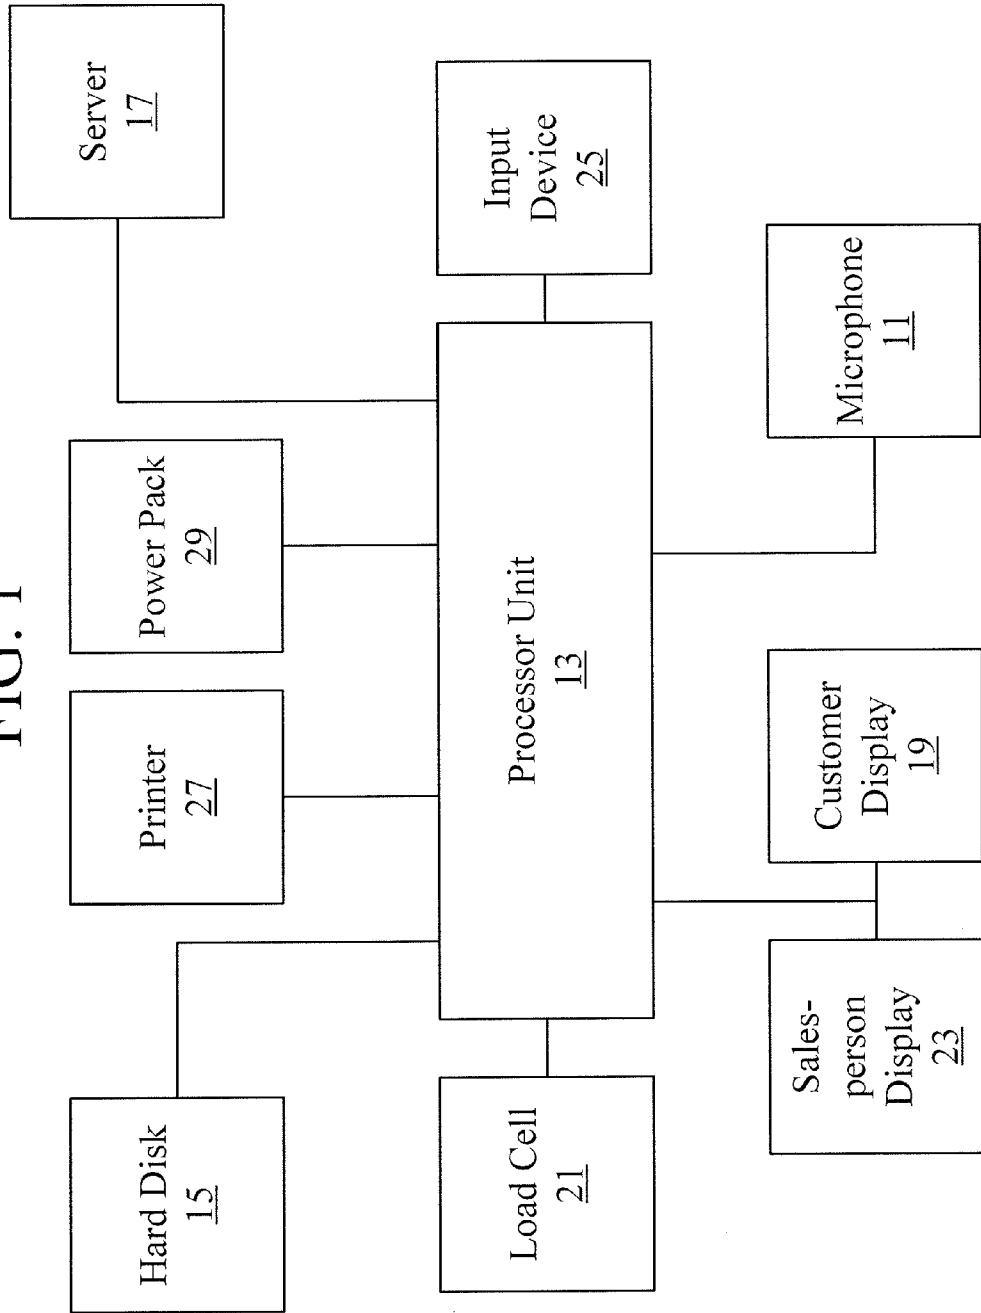 FIG. 1
Hard Disk
15
Printer
27
Power Pack
29
Server
17
Load Cell
21
Processor Unit
13
Input
Device
25
Sales-
person
Display
23
Customer
Display
19
Microphone
11